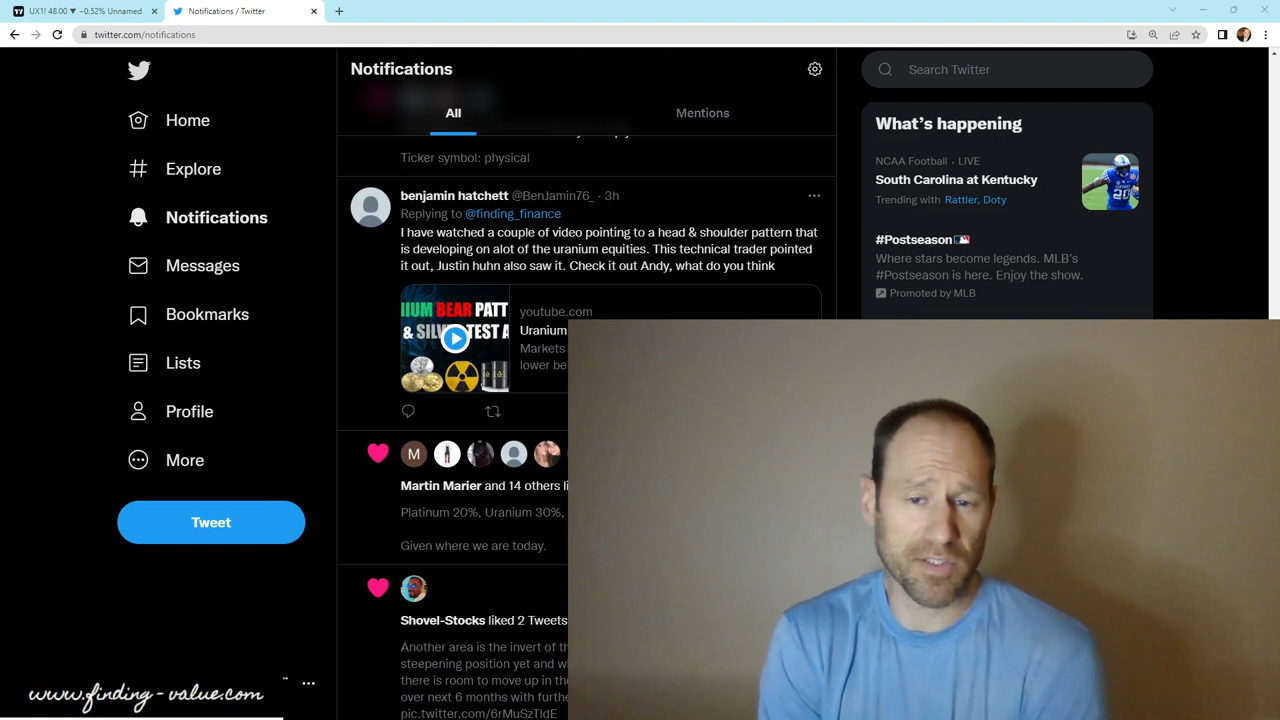 UX1! 48.00 ▼ −0.52% Unnamed
Notifications / Twitter
twitter.com/notifications
Home
Explore
Notifications
Messages
Bookmarks
Lists
Profile
More
Tweet
www.finding-value.com
Notifications
All
Mentions
Ticker symbol: physical
benjamin hatchett @BenJamin76_ · 3h
Replying to @finding_finance
I have watched a couple of video pointing to a head & shoulder pattern that
is developing on alot of the uranium equities. This technical trader pointed
it out, Justin huhn also saw it. Check it out Andy, what do you think
IIUM BEAR PATT
& SILV TEST A
youtube.com
Uranium
Markets
lower be
M
Martin Marier and 14 others li
Platinum 20%, Uranium 30%,
Given where we are today.
Shovel-Stocks liked 2 Tweets
Another area is the invert of th
steepening position yet and w
there is room to move up in the
over next 6 months with furthe
pic.twitter.com/6rMuSzTldE
Search Twitter
What's happening
NCAA Football · LIVE
South Carolina at Kentucky
Trending with Rattler, Doty
#Postseason
Where stars become legends. MLB's
#Postseason is here. Enjoy the show.
Promoted by MLB